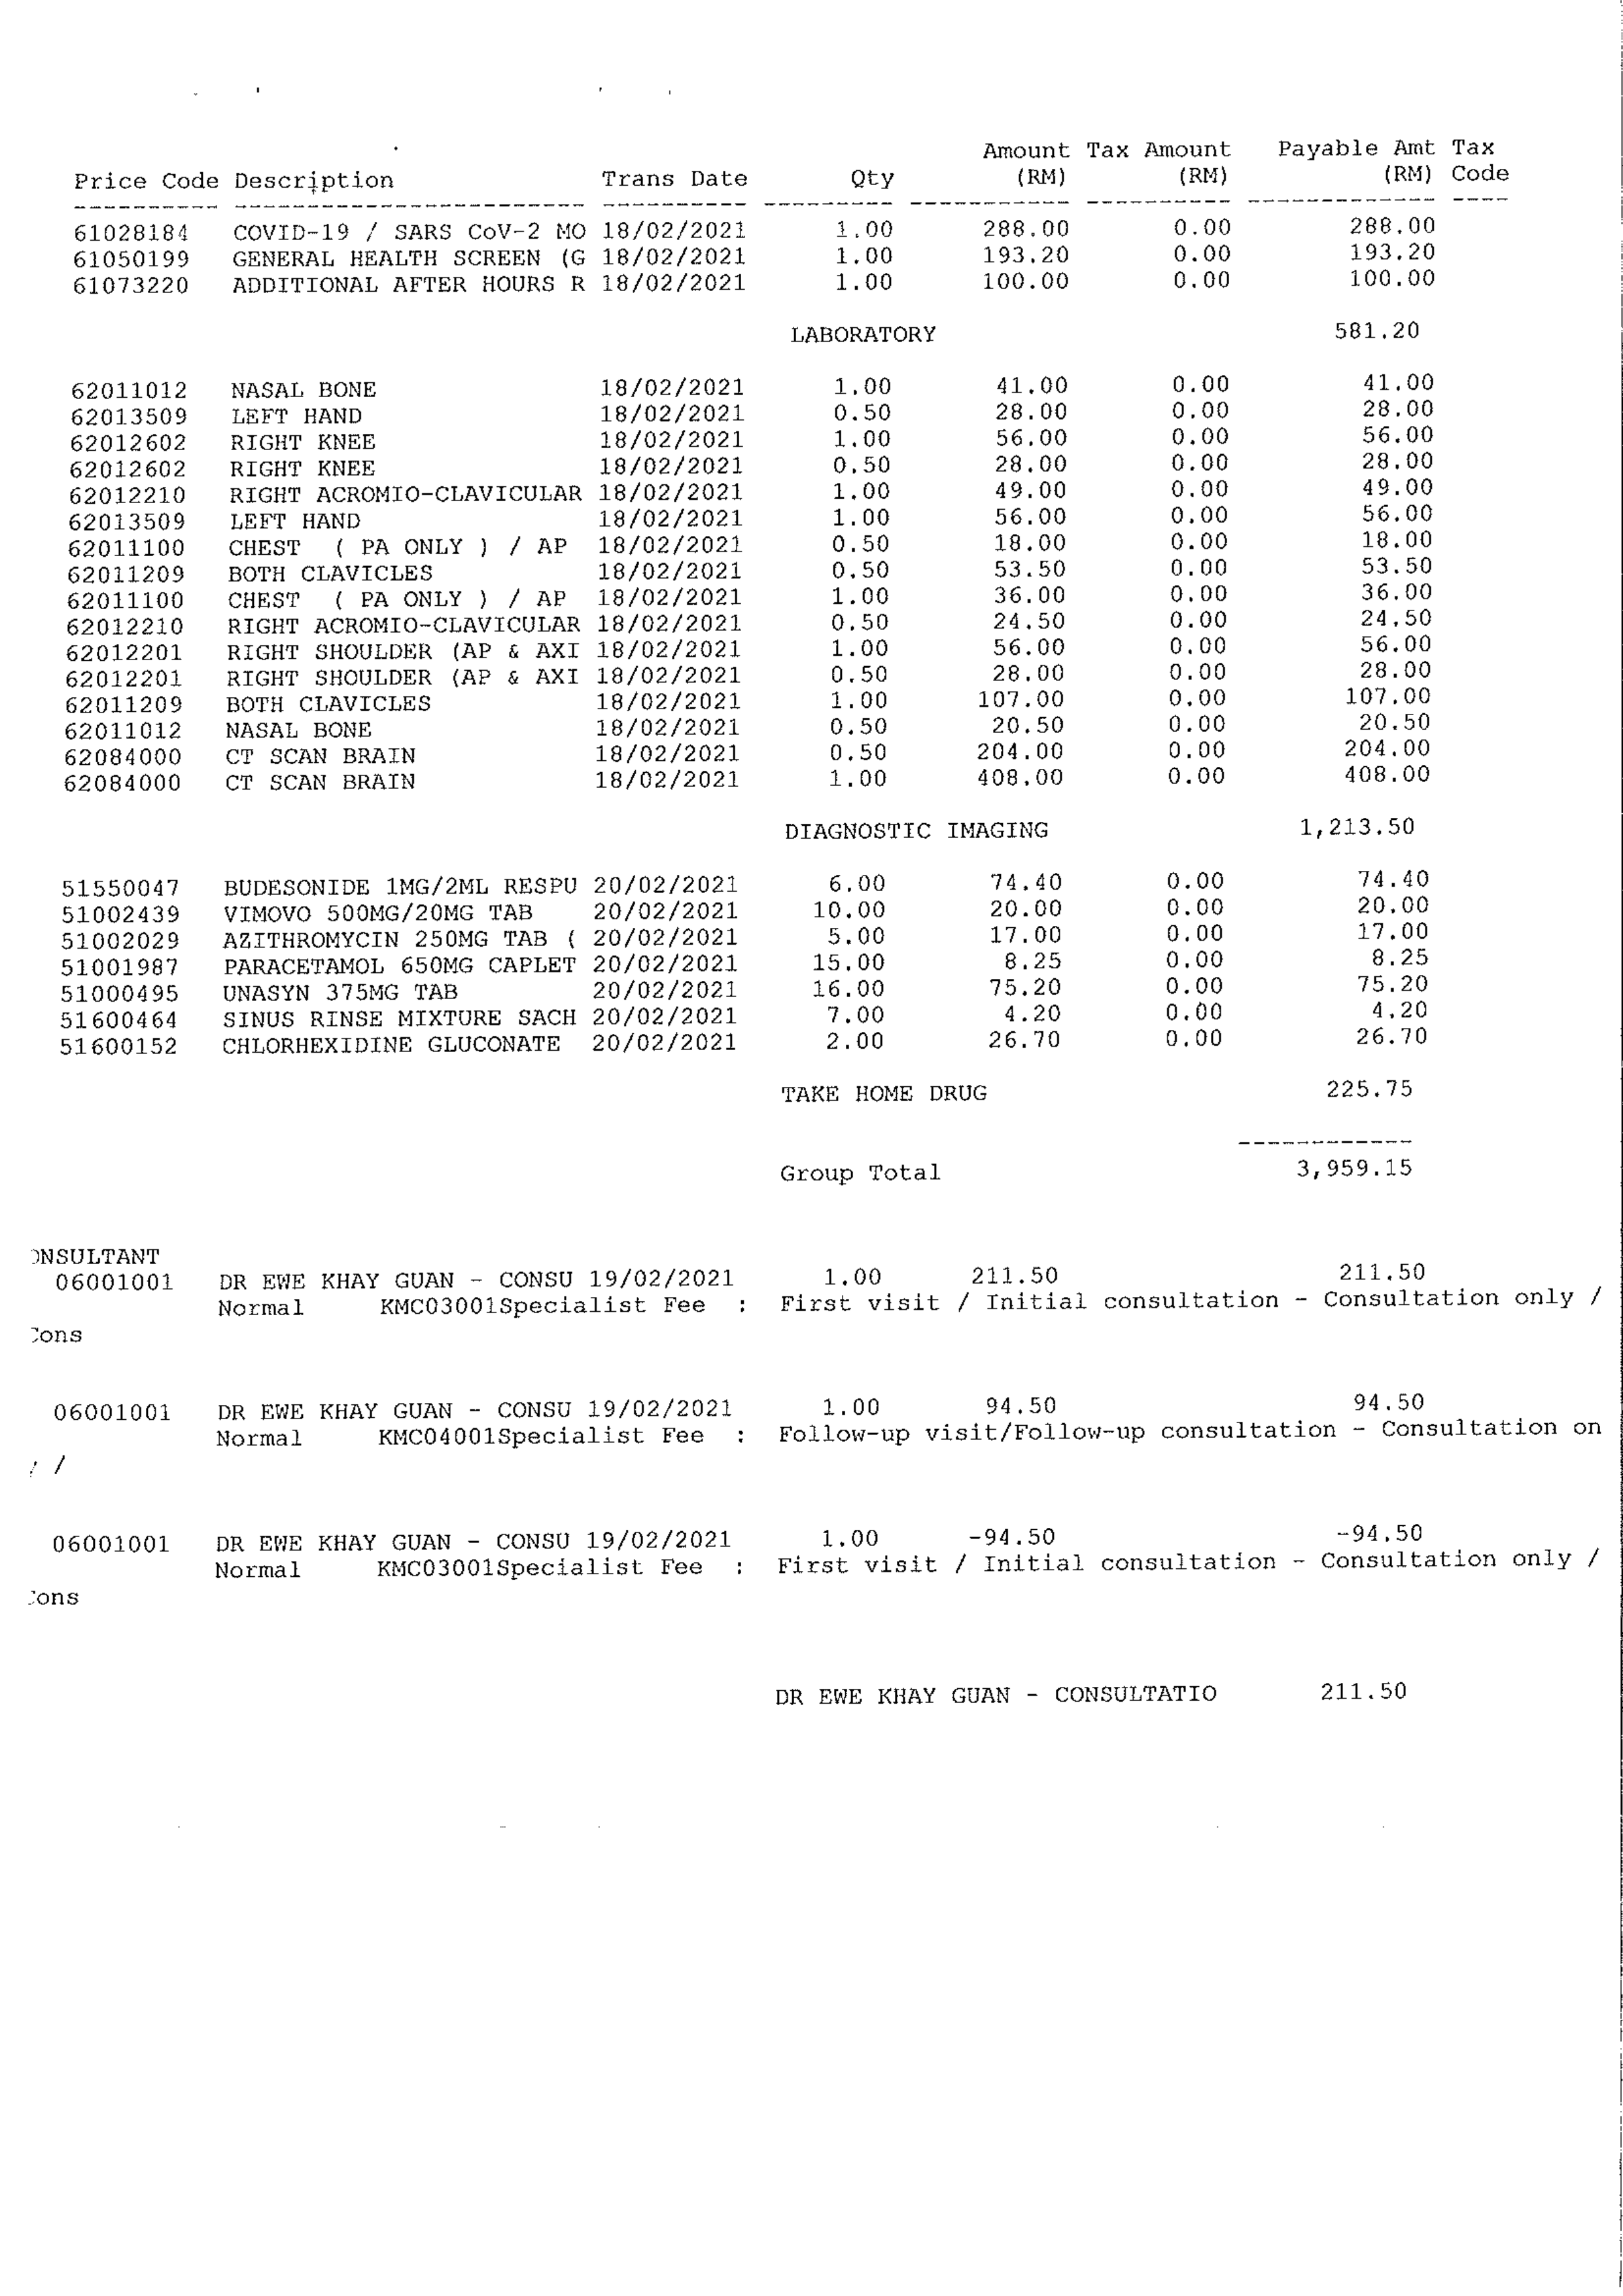 Amount Tax Amount Payable Amt Tax
Price Code Description Trans Date Qty (RM) (RM) (RM) Code
---------- ------------------------ ---------- --------- ----------- ---------- ------------- ----
61028184 COVID-19 / SARS CoV-2 MO 18/02/2021 1.00 288.00 0.00 288.00
61050199 GENERAL HEALTH SCREEN (G 18/02/2021 1.00 193.20 0.00 193.20
61073220 ADDITIONAL AFTER HOURS R 18/02/2021 1.00 100.00 0.00 100.00
LABORATORY 581.20
62011012 NASAL BONE 18/02/2021 1.00 41.00 0.00 41.00
62013509 LEFT HAND 18/02/2021 0.50 28.00 0.00 28.00
62012602 RIGHT KNEE 18/02/2021 1.00 56.00 0.00 56.00
62012602 RIGHT KNEE 18/02/2021 0.50 28.00 0.00 28.00
62012210 RIGHT ACROMIO-CLAVICULAR 18/02/2021 1.00 49.00 0.00 49.00
62013509 LEFT HAND 18/02/2021 1.00 56.00 0.00 56.00
62011100 CHEST ( PA ONLY ) / AP 18/02/2021 0.50 18.00 0.00 18.00
62011209 BOTH CLAVICLES 18/02/2021 0.50 53.50 0.00 53.50
62011100 CHEST ( PA ONLY ) / AP 18/02/2021 1.00 36.00 0.00 36.00
62012210 RIGHT ACROMIO-CLAVICULAR 18/02/2021 0.50 24.50 0.00 24.50
62012201 RIGHT SHOULDER (AP & AXI 18/02/2021 1.00 56.00 0.00 56.00
62012201 RIGHT SHOULDER (AP & AXI 18/02/2021 0.50 28.00 0.00 28.00
62011209 BOTH CLAVICLES 18/02/2021 1.00 107.00 0.00 107.00
62011012 NASAL BONE 18/02/2021 0.50 20.50 0.00 20.50
62084000 CT SCAN BRAIN 18/02/2021 0.50 204.00 0.00 204.00
62084000 CT SCAN BRAIN 18/02/2021 1.00 408.00 0.00 408.00
DIAGNOSTIC IMAGING 1,213.50
51550047 BUDESONIDE 1MG/2ML RESPU 20/02/2021 6.00 74.40 0.00 74.40
51002439 VIMOVO 500MG/20MG TAB 20/02/2021 10.00 20.00 0.00 20.00
51002029 AZITHROMYCIN 250MG TAB ( 20/02/2021 5.00 17.00 0.00 17.00
51001987 PARACETAMOL 650MG CAPLET 20/02/2021 15.00 8.25 0.00 8.25
51000495 UNASYN 375MG TAB 20/02/2021 16.00 75.20 0.00 75.20
51600464 SINUS RINSE MIXTURE SACH 20/02/2021 7.00 4.20 0.00 4.20
51600152 CHLORHEXIDINE GLUCONATE 20/02/2021 2.00 26.70 0.00 26.70
TAKE HOME DRUG 225.75
------------
Group Total 3,959.15
ONSULTANT
06001001 DR EWE KHAY GUAN - CONSU 19/02/2021 1.00 211.50 211.50
Normal KMC03001Specialist Fee : First visit / Initial consultation - Consultation only /
Cons
06001001 DR EWE KHAY GUAN - CONSU 19/02/2021 1.00 94.50 94.50
Normal KMC04001Specialist Fee : Follow-up visit/Follow-up consultation - Consultation on
/
06001001 DR EWE KHAY GUAN - CONSU 19/02/2021 1.00 -94.50 -94.50
Normal KMC03001Specialist Fee : First visit / Initial consultation - Consultation only /
Cons
DR EWE KHAY GUAN - CONSULTATIO 211.50